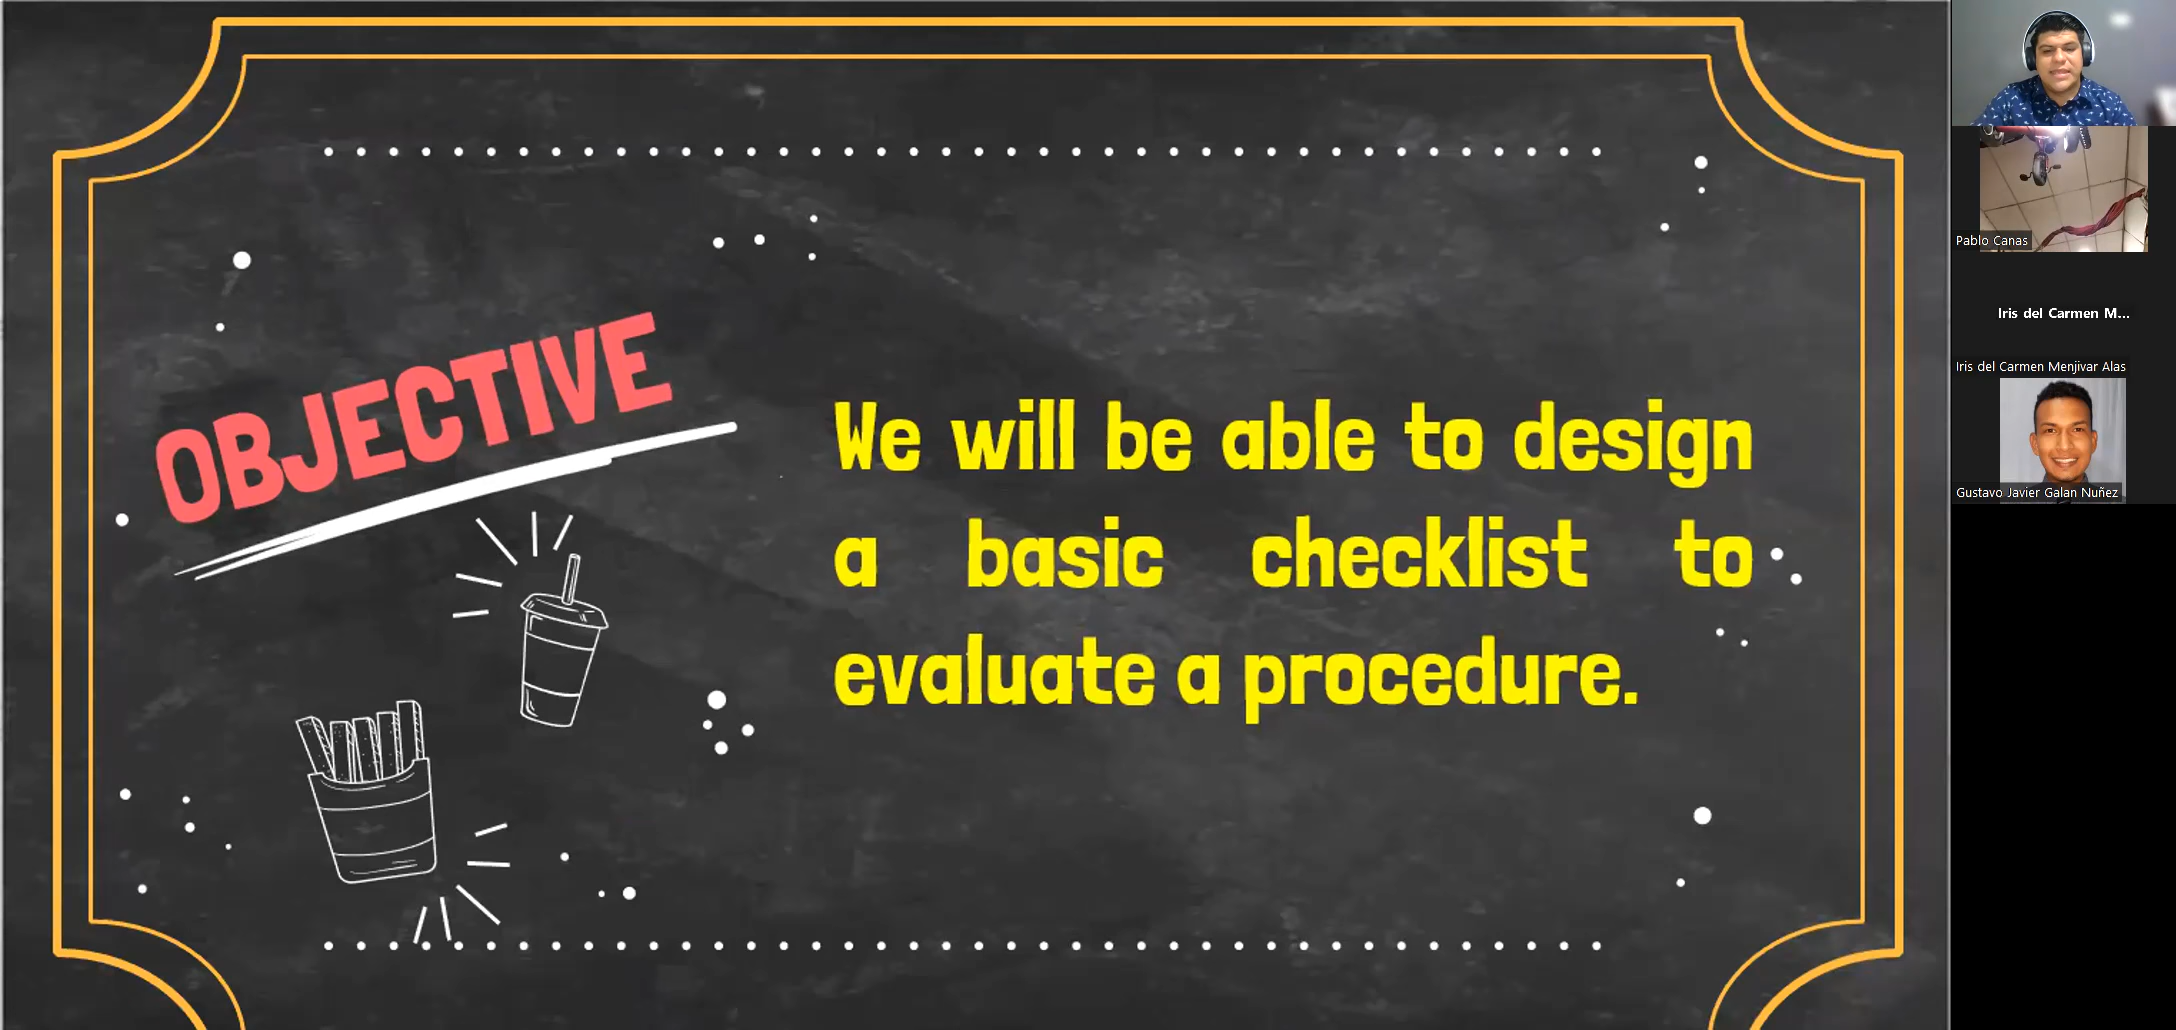 OBJECTIVE
We will be able to design
a basic checklist to
evaluate a procedure.
Pablo Canas
Iris del Carmen M...
Iris del Carmen Menjivar Alas
Gustavo Javier Galan Nuñez